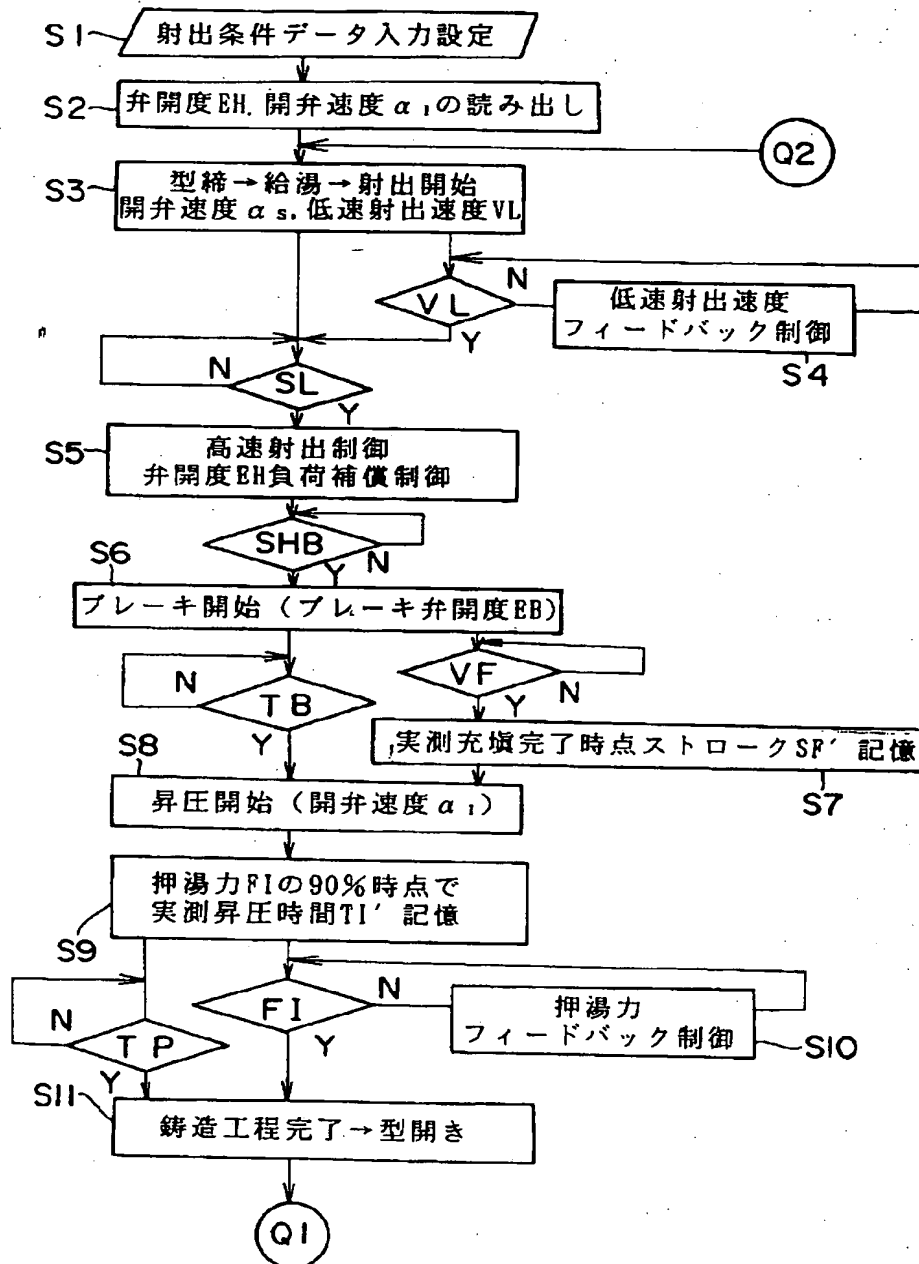 S1
射出条件データ入力設定
S2
弁開度EH. 開弁速度α₁の読み出し
Q2
S3
型締→給湯→射出開始
開弁速度αs. 低速射出速度VL
VL
N
Y
低速射出速度
フィードバック制御
S4
N
SL
Y
S5
高速射出制御
弁開度EH負荷補償制御
SHB
N
Y
S6
ブレーキ開始（ブレーキ弁開度EB）
N
TB
Y
VF
N
Y
実測充填完了時点ストロークSF′ 記憶
S7
S8
昇圧開始（開弁速度α₁）
押湯力FIの90%時点で
実測昇圧時間TI′ 記憶
S9
N
TP
Y
FI
N
Y
押湯力
フィードバック制御
S10
S11
鋳造工程完了→型開き
Q1